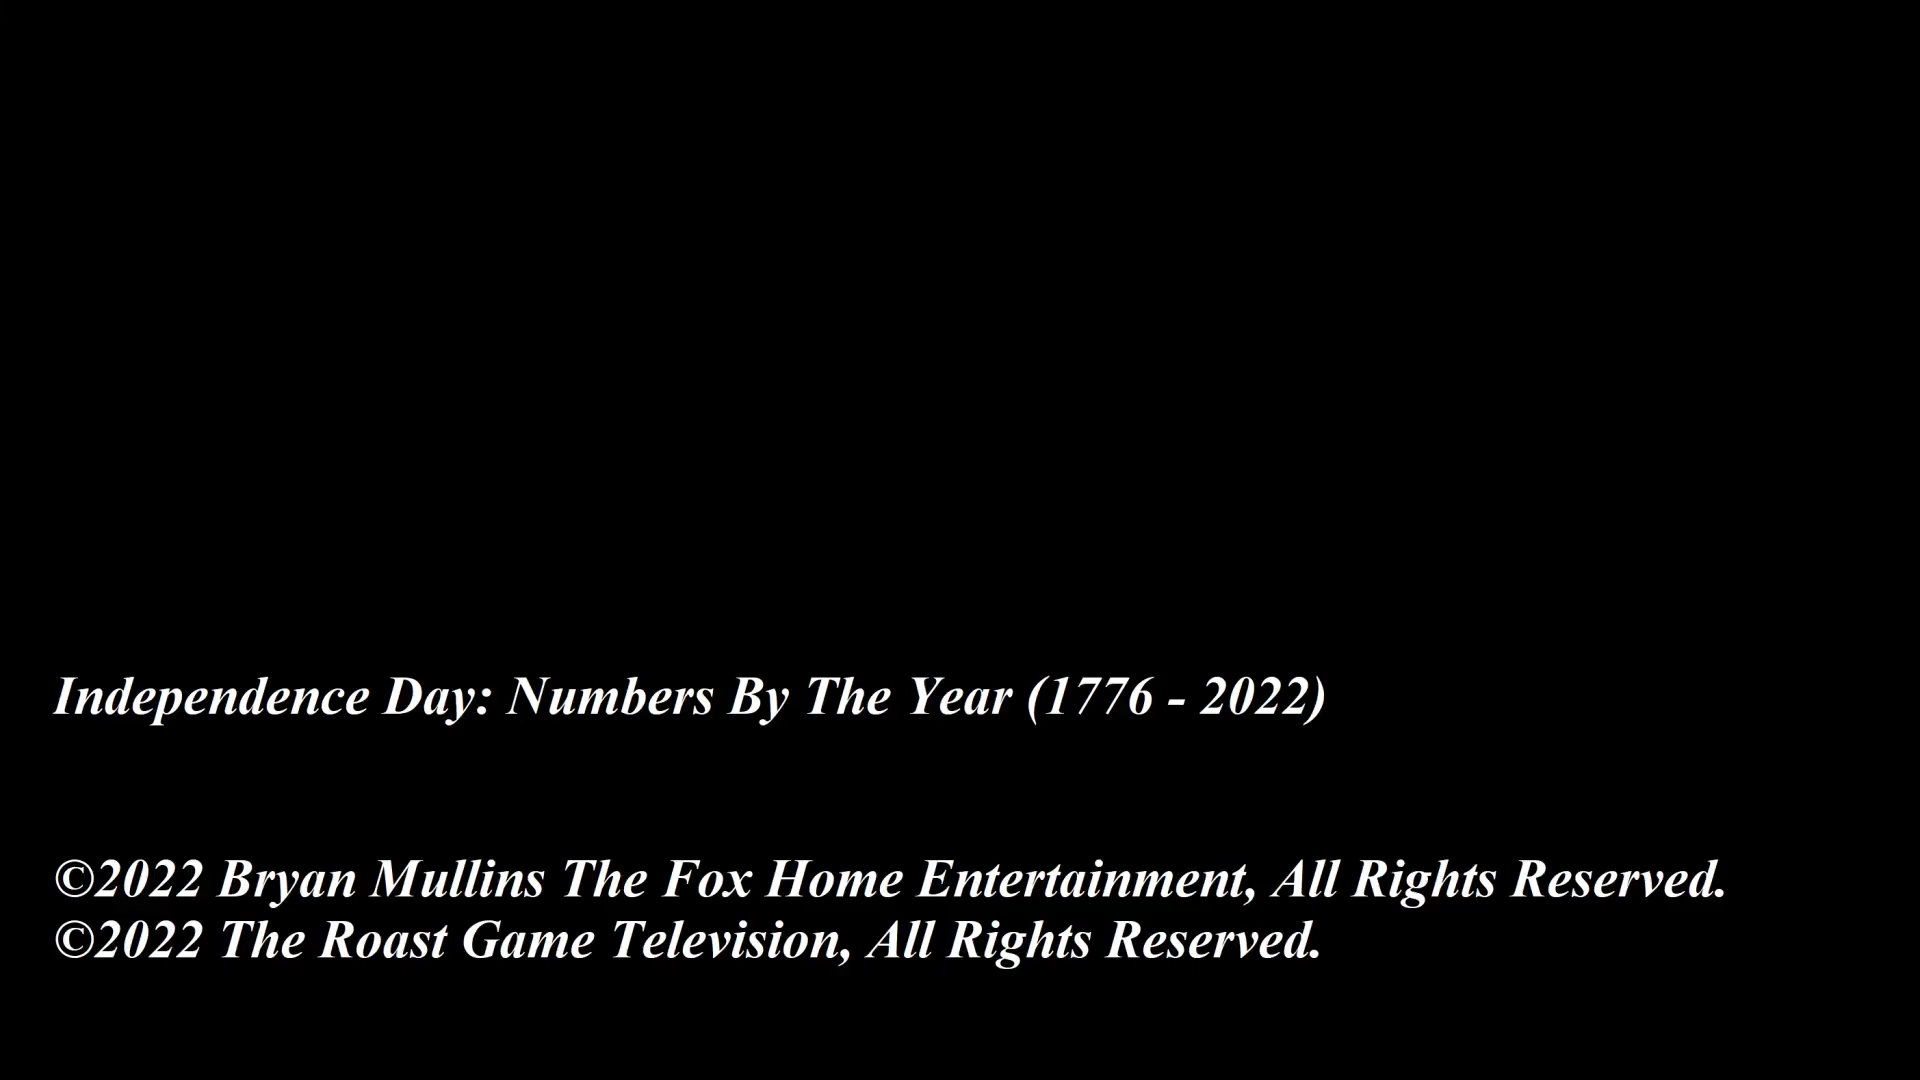 Independence Day: Numbers By The Year (1776 - 2022)
©2022 Bryan Mullins The Fox Home Entertainment, All Rights Reserved.
©2022 The Roast Game Television, All Rights Reserved.